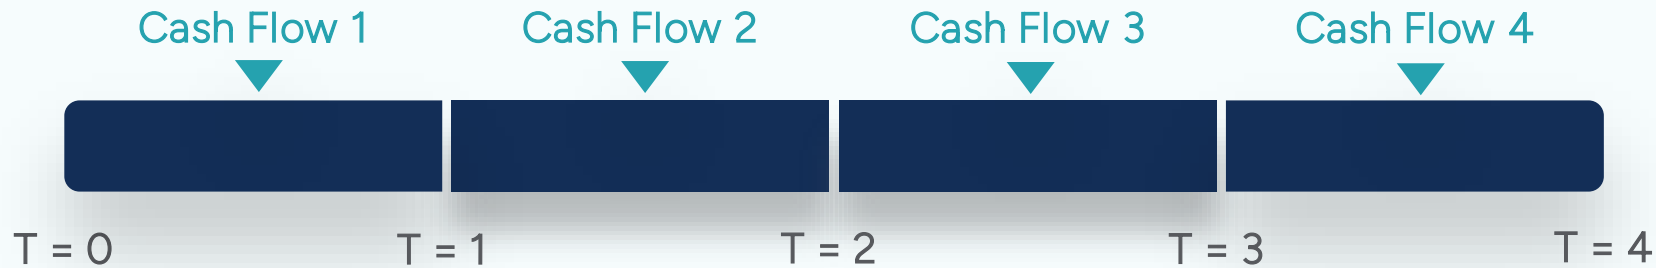 Cash Flow 1
Cash Flow 2
Cash Flow 3
Cash Flow 4
T = 0
T = 1
T = 2
T = 3
T = 4